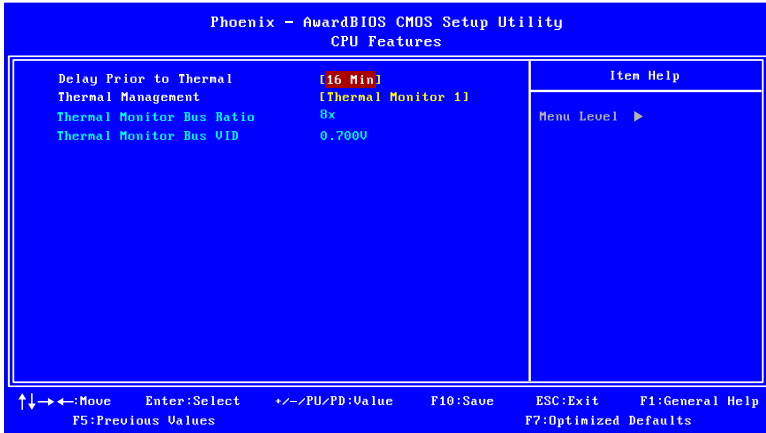 Phoenix – AwardBIOS CMOS Setup Utility
CPU Features
Delay Prior to Thermal [16 Min]
Thermal Management [Thermal Monitor 1]
Thermal Monitor Bus Ratio 8x
Thermal Monitor Bus VID 0.700V
Item Help
Menu Level ▶
↑↓→←:Move Enter:Select +/-/PU/PD:Value F10:Save ESC:Exit F1:General Help
F5:Previous Values F7:Optimized Defaults